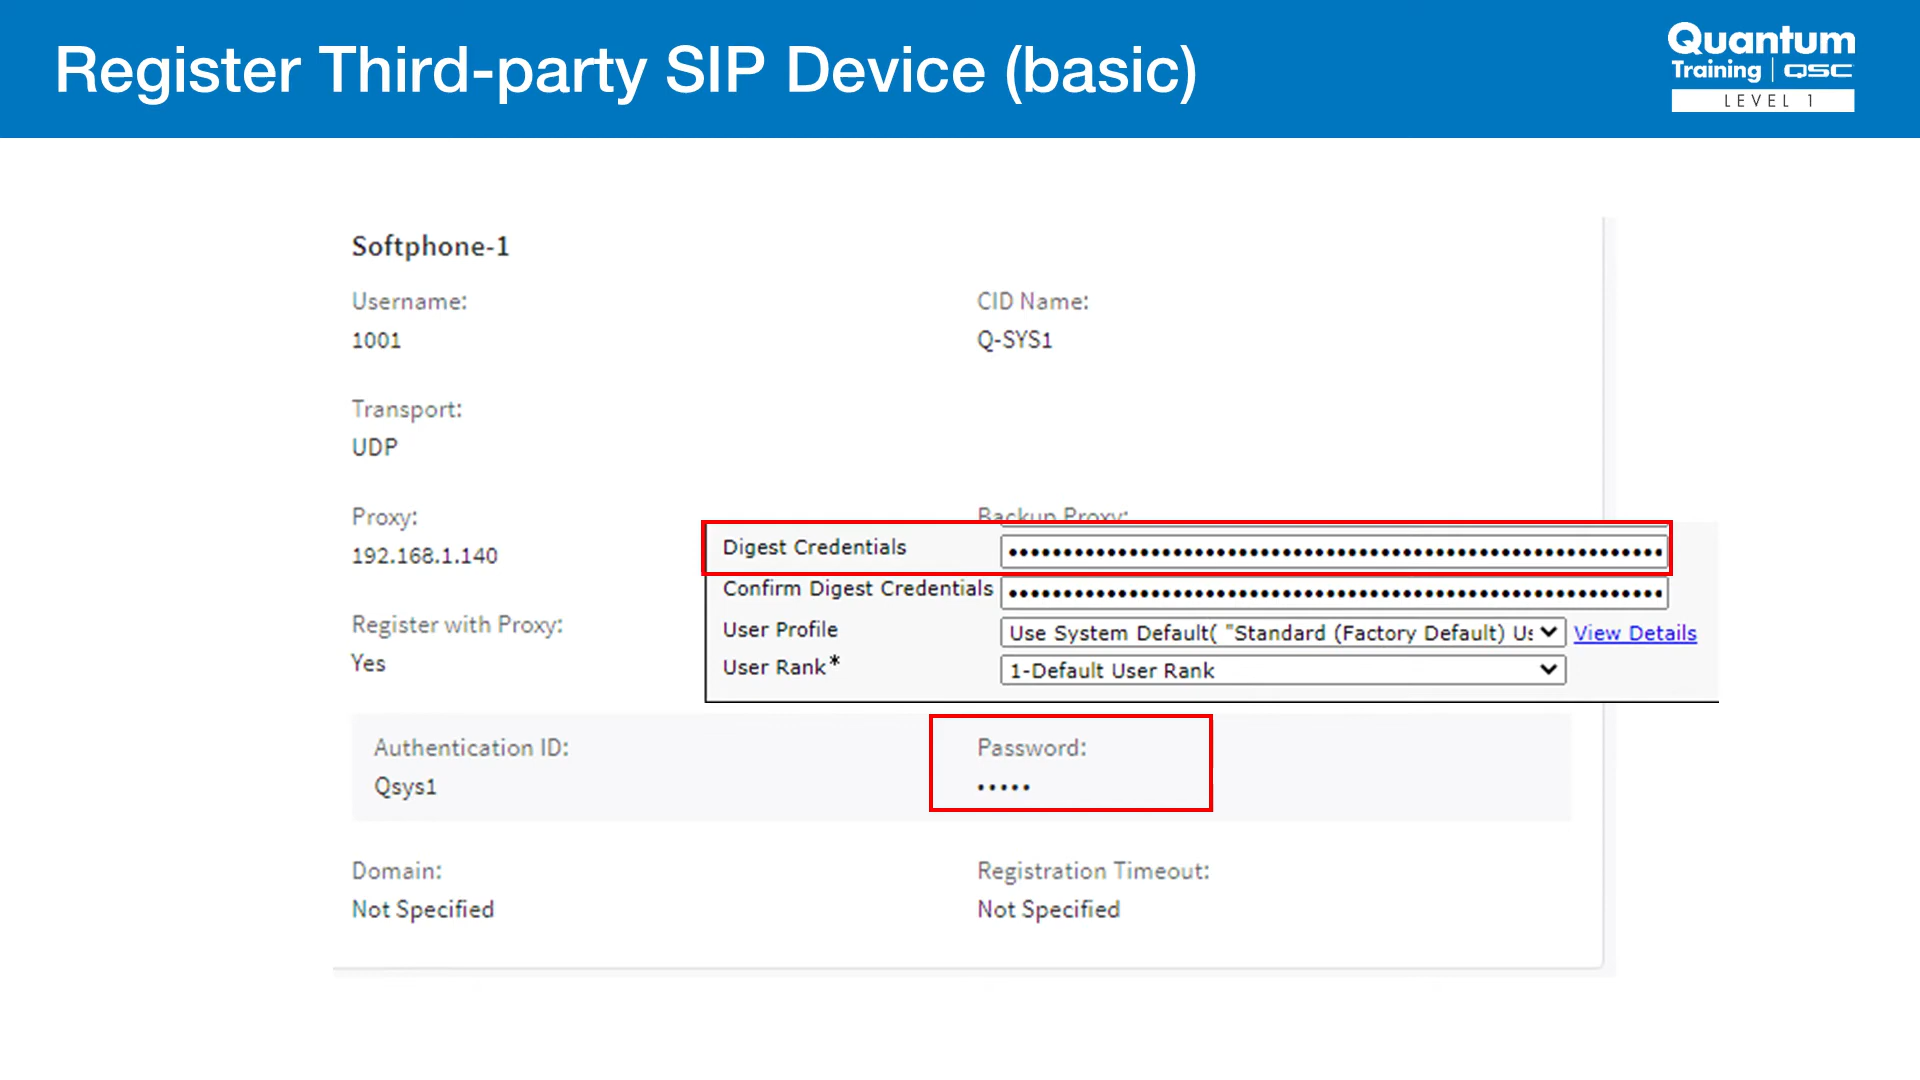 Register Third-party SIP Device (basic)
Quantum
Training | QSC
LEVEL 1
Softphone-1
Username:
CID Name:
1001
Q-SYS1
Transport:
UDP
Proxy:
Backup Proxy:
192.168.1.140
Digest Credentials
Confirm Digest Credentials
User Profile
Use System Default( "Standard (Factory Default) Us
View Details
User Rank*
1-Default User Rank
Register with Proxy:
Yes
Authentication ID:
Password:
Qsys1
•••••
Domain:
Registration Timeout:
Not Specified
Not Specified